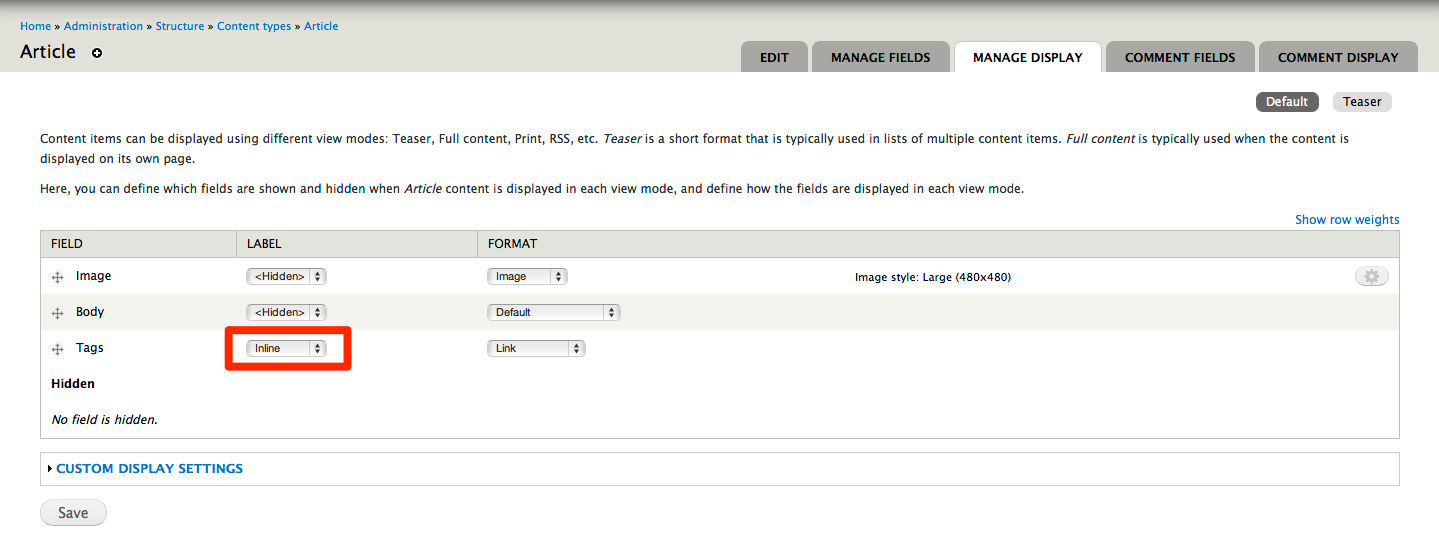 Home » Administration » Structure » Content types » Article
Article
EDIT MANAGE FIELDS MANAGE DISPLAY COMMENT FIELDS COMMENT DISPLAY
Default Teaser
Content items can be displayed using different view modes: Teaser, Full content, Print, RSS, etc. Teaser is a short format that is typically used in lists of multiple content items. Full content is typically used when the content is
displayed on its own page.
Here, you can define which fields are shown and hidden when Article content is displayed in each view mode, and define how the fields are displayed in each view mode.
Show row weights
FIELD LABEL FORMAT
Image <Hidden> Image Image style: Large (480x480)
Body <Hidden> Default
Tags Inline Link
Hidden
No field is hidden.
CUSTOM DISPLAY SETTINGS
Save